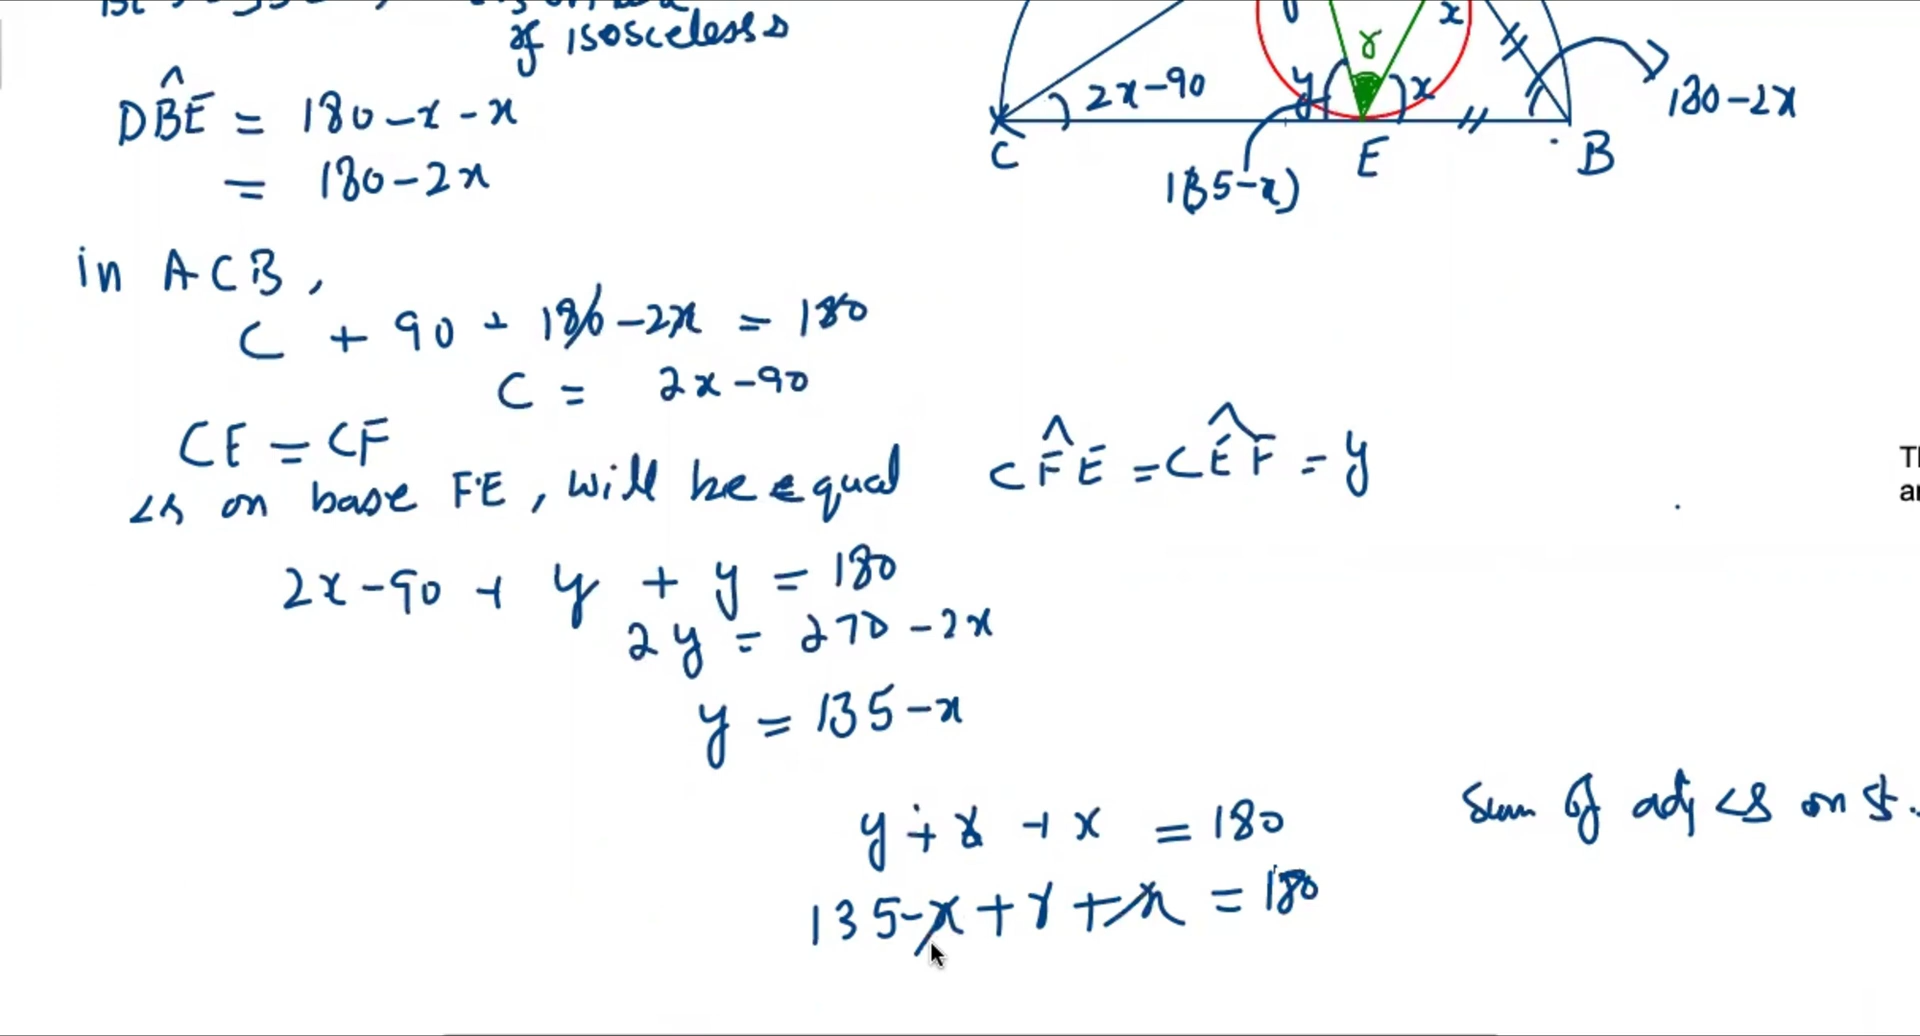 of isosceless
DB̂E = 180-x-x
= 180-2x
in ACB,
C + 90 + 180-2x = 180
C = 2x-90
CE = CF
∠s on base FE, will be equal CF̂E = CÊF = y
2x-90 + y + y = 180
2y = 270-2x
y = 135-x
y + γ + x = 180 Sum of adj ∠s on st.
135-x + γ + x = 180
γ x
2x-90 y x 180-2x
C E B
135-x)